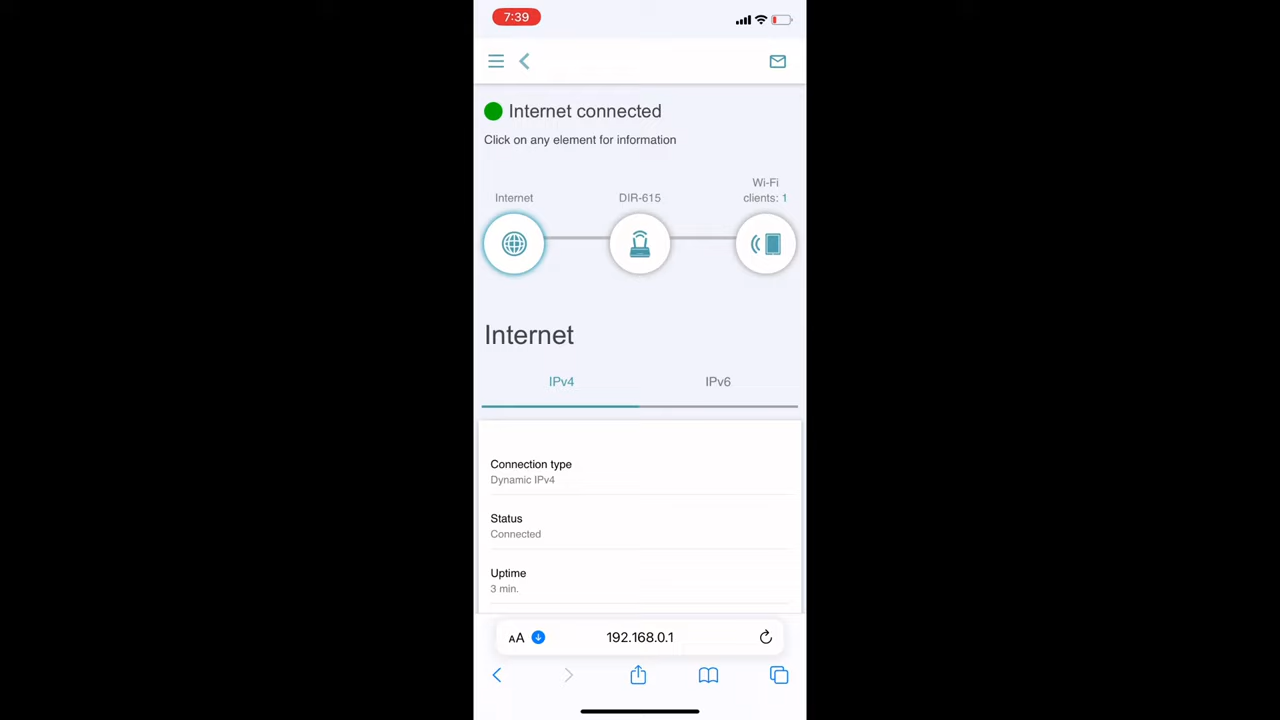 7:39
Internet connected
Click on any element for information
Internet
DIR-615
Wi-Fi
clients: 1
Internet
IPv4
IPv6
Connection type
Dynamic IPv4
Status
Connected
Uptime
3 min.
AA
192.168.0.1